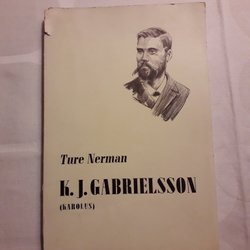 Ture Nerman
K. J. GABRIELSSON
(KAROLUS)